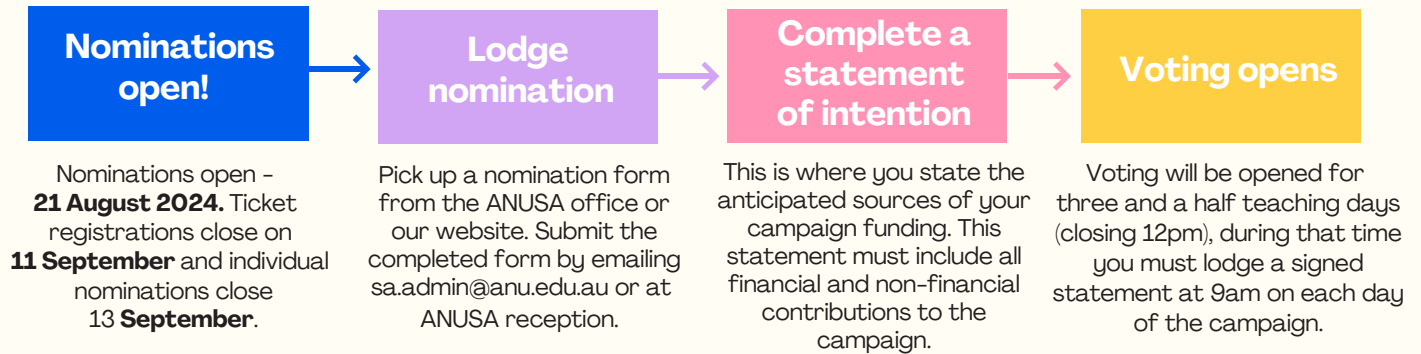 Nominations
open!
Nominations open –
21 August 2024. Ticket
registrations close on
11 September and individual
nominations close
13 September.
Lodge
nomination
Pick up a nomination form
from the ANUSA office or
our website. Submit the
completed form by emailing
sa.admin@anu.edu.au or at
ANUSA reception.
Complete a
statement
of intention
This is where you state the
anticipated sources of your
campaign funding. This
statement must include all
financial and non-financial
contributions to the
campaign.
Voting opens
Voting will be opened for
three and a half teaching days
(closing 12pm), during that time
you must lodge a signed
statement at 9am on each day
of the campaign.